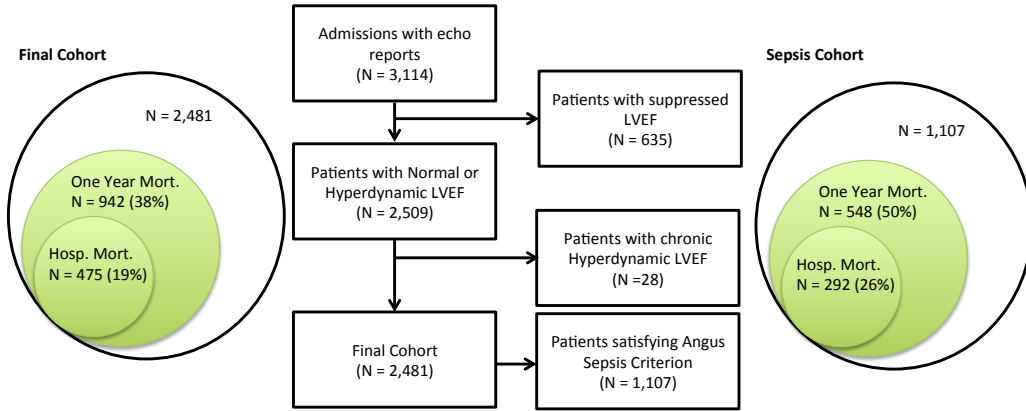 Final Cohort
N = 2,481
One Year Mort.
N = 942 (38%)
Hosp. Mort.
N = 475 (19%)
Admissions with echo
reports
(N = 3,114)
Patients with suppressed
LVEF
(N = 635)
Patients with Normal or
Hyperdynamic LVEF
(N = 2,509)
Patients with chronic
Hyperdynamic LVEF
(N =28)
Final Cohort
(N = 2,481)
Patients satisfying Angus
Sepsis Criterion
(N = 1,107)
Sepsis Cohort
N = 1,107
One Year Mort.
N = 548 (50%)
Hosp. Mort.
N = 292 (26%)